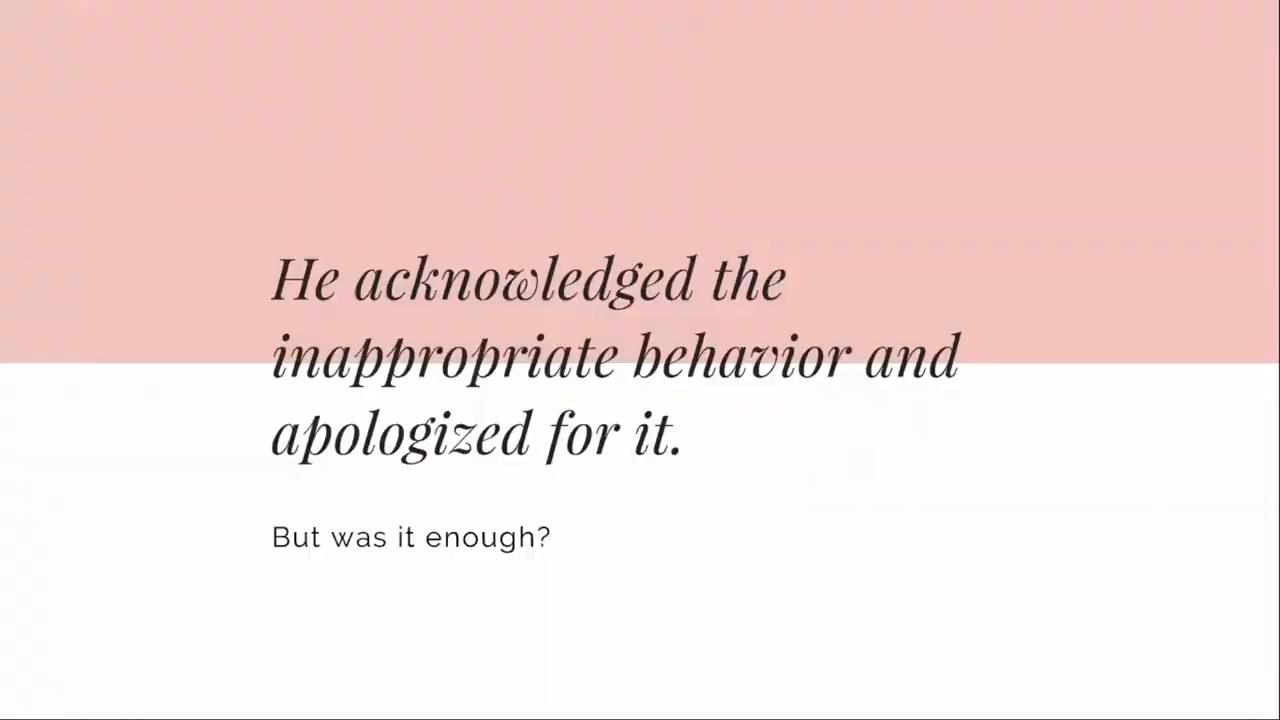 He acknowledged the
inappropriate behavior and
apologized for it.
But was it enough?